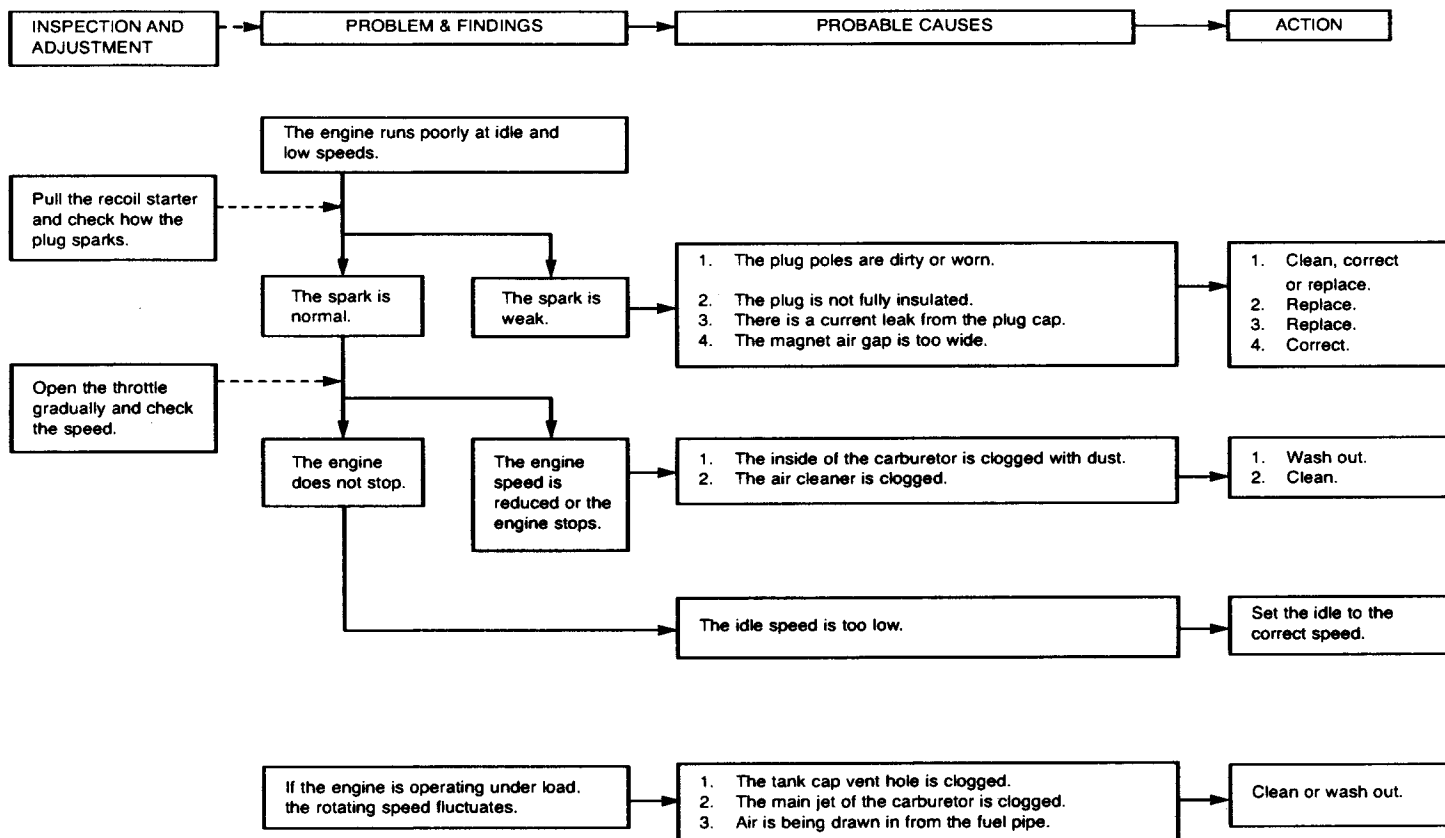 INSPECTION AND
ADJUSTMENT
PROBLEM & FINDINGS
PROBABLE CAUSES
ACTION
The engine runs poorly at idle and
low speeds.
Pull the recoil starter
and check how the
plug sparks.
The spark is
normal.
The spark is
weak.
1. The plug poles are dirty or worn.
2. The plug is not fully insulated.
3. There is a current leak from the plug cap.
4. The magnet air gap is too wide.
1. Clean, correct
or replace.
2. Replace.
3. Replace.
4. Correct.
Open the throttle
gradually and check
the speed.
The engine
does not stop.
The engine
speed is
reduced or the
engine stops.
1. The inside of the carburetor is clogged with dust.
2. The air cleaner is clogged.
1. Wash out.
2. Clean.
The idle speed is too low.
Set the idle to the
correct speed.
If the engine is operating under load.
the rotating speed fluctuates.
1. The tank cap vent hole is clogged.
2. The main jet of the carburetor is clogged.
3. Air is being drawn in from the fuel pipe.
Clean or wash out.